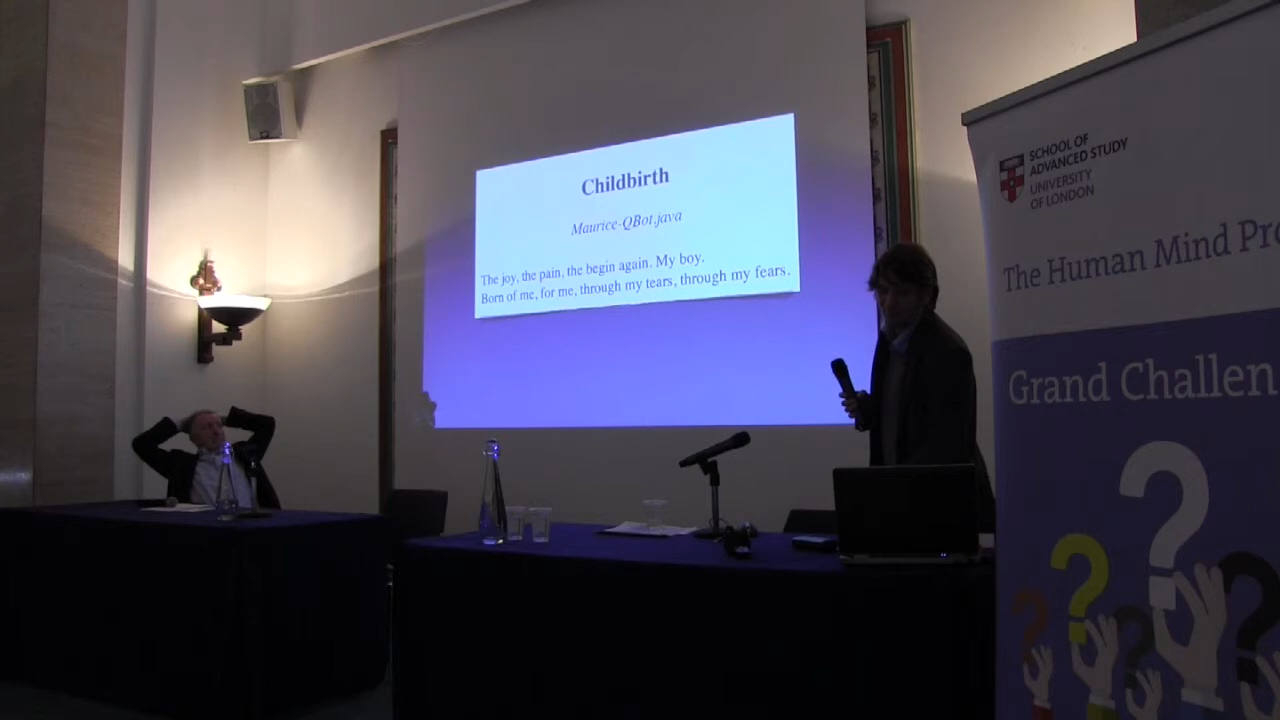 Childbirth
Maurice-QBot.java
The joy, the pain, the begin again. My boy.
Born of me, for me, through my tears, through my fears.
SCHOOL OF
ADVANCED STUDY
UNIVERSITY
OF LONDON
The Human Mind Pro
Grand Challen
? ? ? ? ?